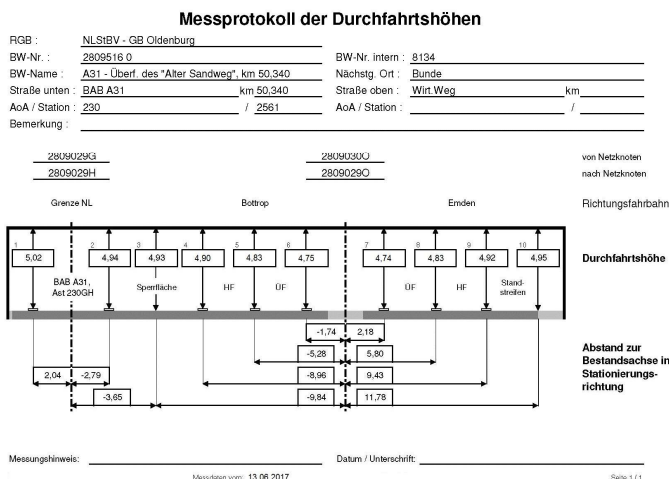 Messprotokoll der Durchfahrtshöhen
RGB : NLStBV - GB Oldenburg
BW-Nr. : 2809516 0 BW-Nr. intern : 8134
BW-Name : A31 - Überf. des "Alter Sandweg", km 50,340 Nächstg. Ort : Bunde
Straße unten : BAB A31 km 50,340 Straße oben : Wirt.Weg km
AoA / Station : 230 / 2561 AoA / Station : /
Bemerkung :
2809029G 2809030O von Netzknoten
2809029H 2809029O nach Netzknoten
Grenze NL Bottrop Emden Richtungsfahrbahn
1 2 3 4 5 6 7 8 9 10
5,02 4,94 4,93 4,90 4,83 4,75 4,74 4,83 4,92 4,95 Durchfahrtshöhe
BAB A31, Ast 230GH Sperrfläche HF ÜF ÜF HF Stand-
streifen
-1,74 2,18
-5,28 5,80 Abstand zur
Bestandsachse in
2,04 -2,79 -8,96 9,43 Stationierungs-
richtung
-3,65 -9,84 11,78
Messungshinweis: Datum / Unterschrift:
Messdaten vom: 13.06.2017 Seite 1 / 1